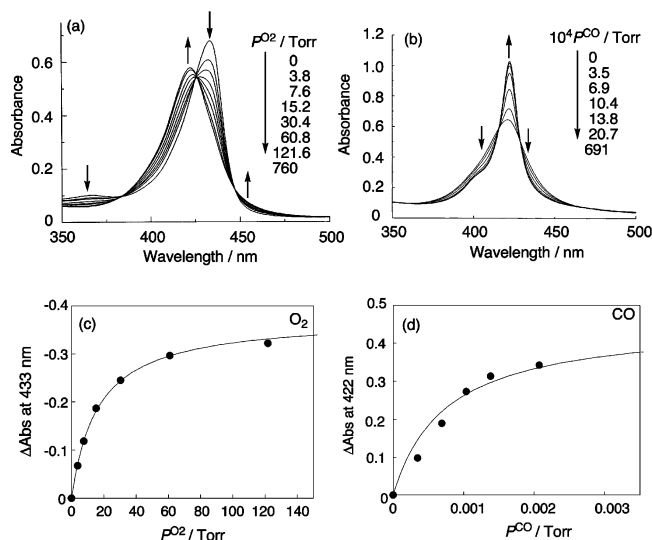 (a)
P^O2 / Torr
0
3.8
7.6
15.2
30.4
60.8
121.6
760
0.6
0.4
0.2
0
Absorbance
350 400 450 500
Wavelength / nm
(b)
10^4P^CO / Torr
0
3.5
6.9
10.4
13.8
20.7
691
1.2
1.0
0.8
0.6
0.4
0.2
0
Absorbance
350 400 450 500
Wavelength / nm
(c)
O2
-0.4
-0.3
-0.2
-0.1
0
ΔAbs at 433 nm
0 20 40 60 80 100 120 140
P^O2 / Torr
(d)
CO
0.5
0.4
0.3
0.2
0.1
0
ΔAbs at 422 nm
0 0.001 0.002 0.003
P^CO / Torr